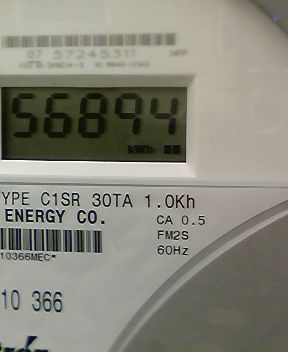 07 57245311
56894
kWh
YPE C1SR 30TA 1.0Kh
ENERGY CO.
CA 0.5
FM2S
60Hz
10366MEC*
10 366